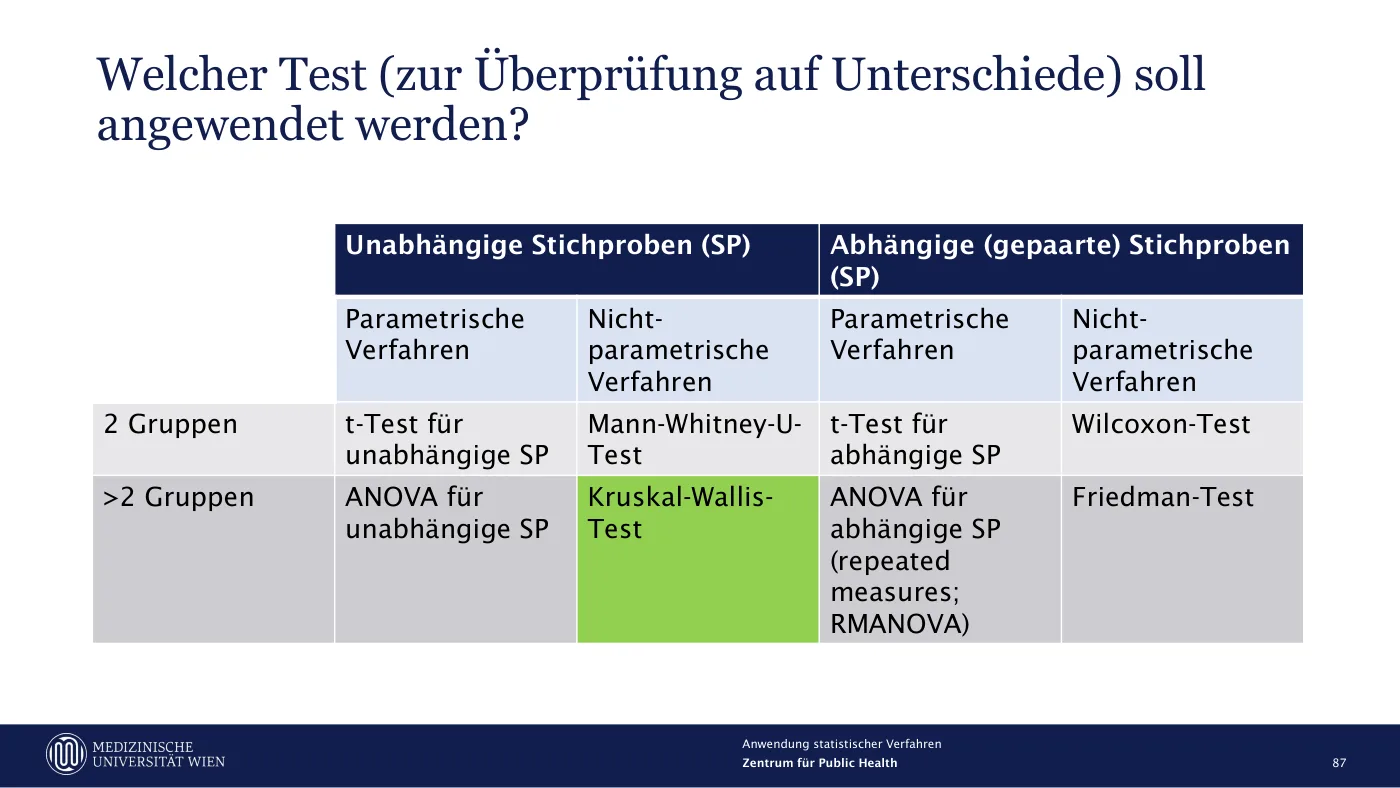 Welcher Test (zur Überprüfung auf Unterschiede) soll
angewendet werden?
Unabhängige Stichproben (SP)
Abhängige (gepaarte) Stichproben
(SP)
Parametrische
Verfahren
Nicht-
parametrische
Verfahren
Parametrische
Verfahren
Nicht-
parametrische
Verfahren
2 Gruppen
t-Test für
unabhängige SP
Mann-Whitney-U-
Test
t-Test für
abhängige SP
Wilcoxon-Test
>2 Gruppen
ANOVA für
unabhängige SP
Kruskal-Wallis-
Test
ANOVA für
abhängige SP
(repeated
measures;
RMANOVA)
Friedman-Test
MEDIZINISCHE
UNIVERSITÄT WIEN
Anwendung statistischer Verfahren
Zentrum für Public Health
87